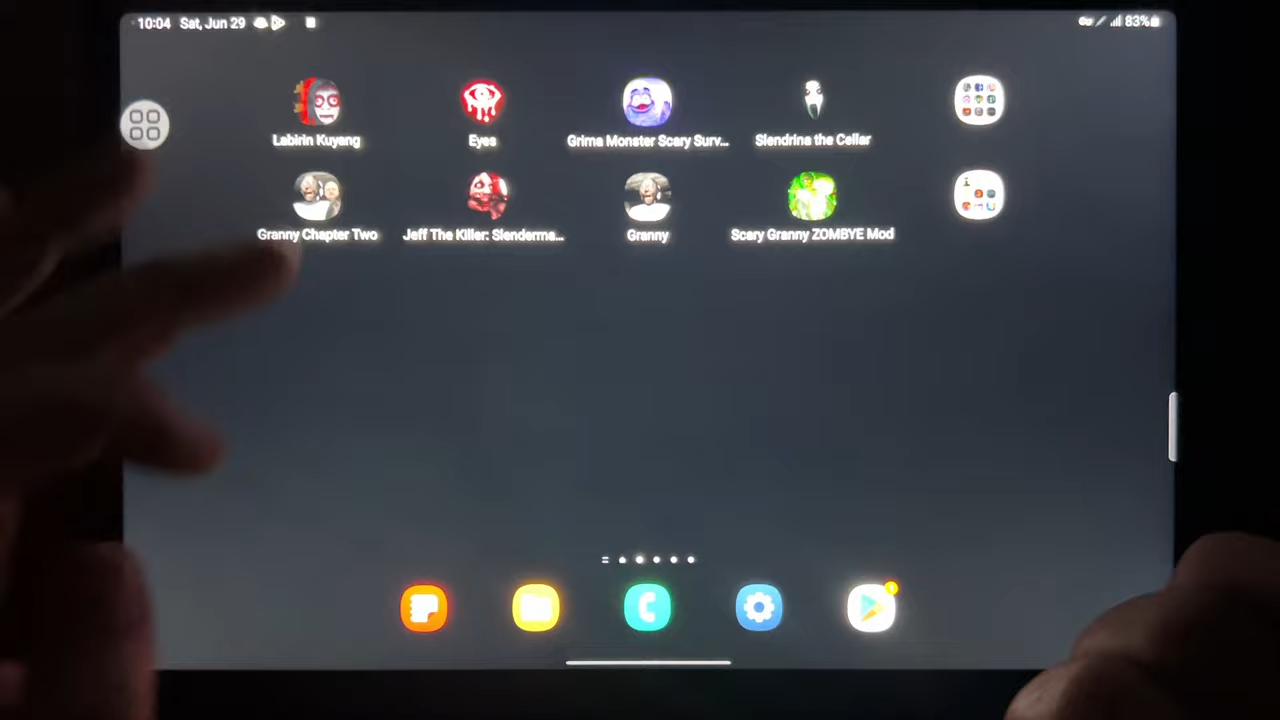 10:04 Sat, Jun 29
83%
Labirin Kuyang
Eyes
Grima Monster Scary Surv...
Slendrina the Cellar
Granny Chapter Two
Jeff The Killer: Slenderma...
Granny
Scary Granny ZOMBYE Mod